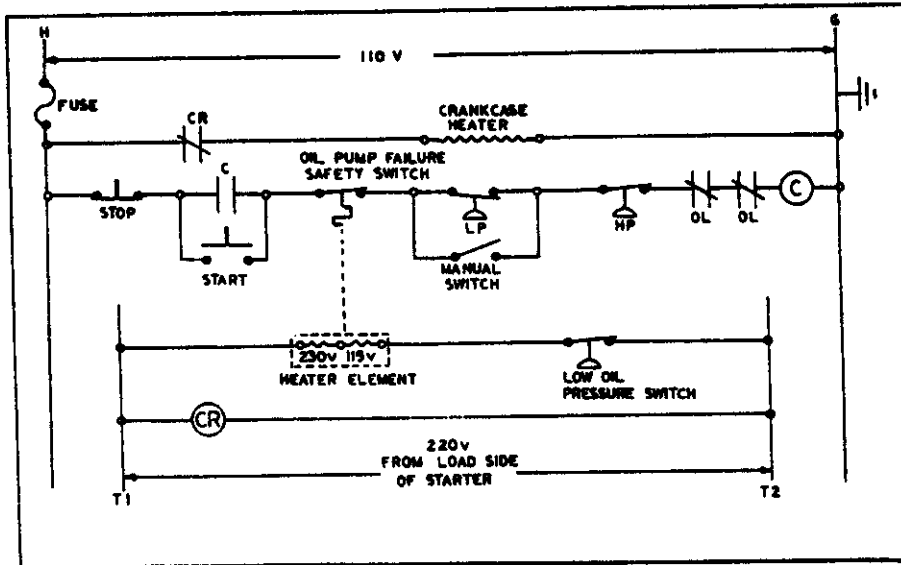 H
G
110 V
FUSE
CR
CRANKCASE
HEATER
OIL PUMP FAILURE
SAFETY SWITCH
C
STOP
LP
HP
OL
OL
C
START
MANUAL
SWITCH
230v 115v
HEATER ELEMENT
LOW OIL
PRESSURE SWITCH
CR
220v
FROM LOAD SIDE
OF STARTER
T1
T2